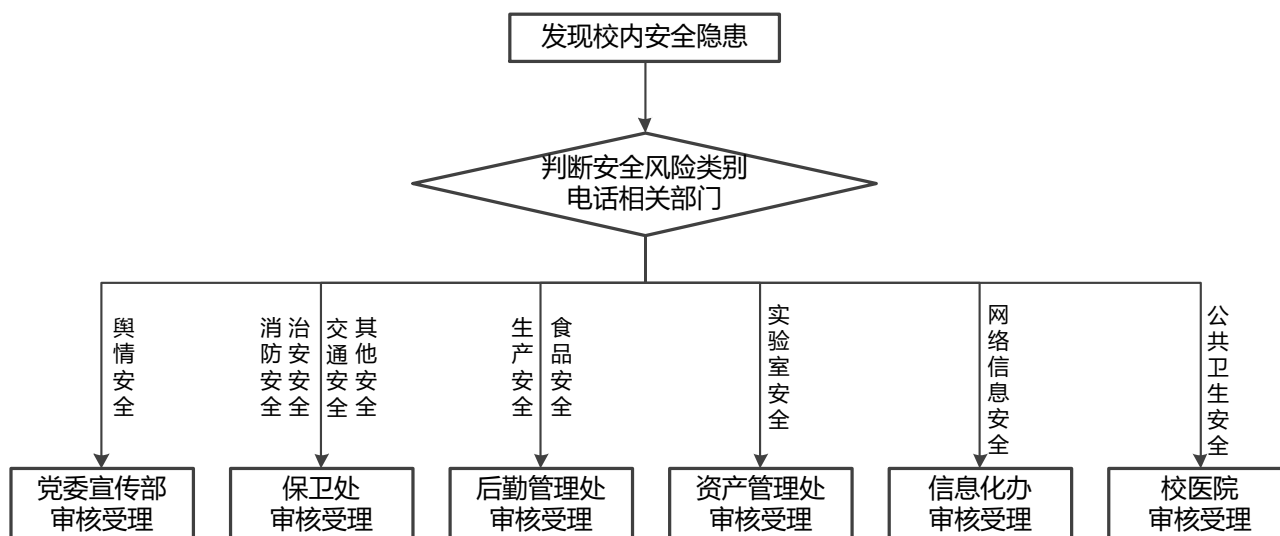 发现校内安全隐患
判断安全风险类别
电话相关部门
舆情安全
消防安全
治安安全
交通安全
其他安全
生产安全
食品安全
实验室安全
网络信息安全
公共卫生安全
党委宣传部
审核受理
保卫处
审核受理
后勤管理处
审核受理
资产管理处
审核受理
信息化办
审核受理
校医院
审核受理